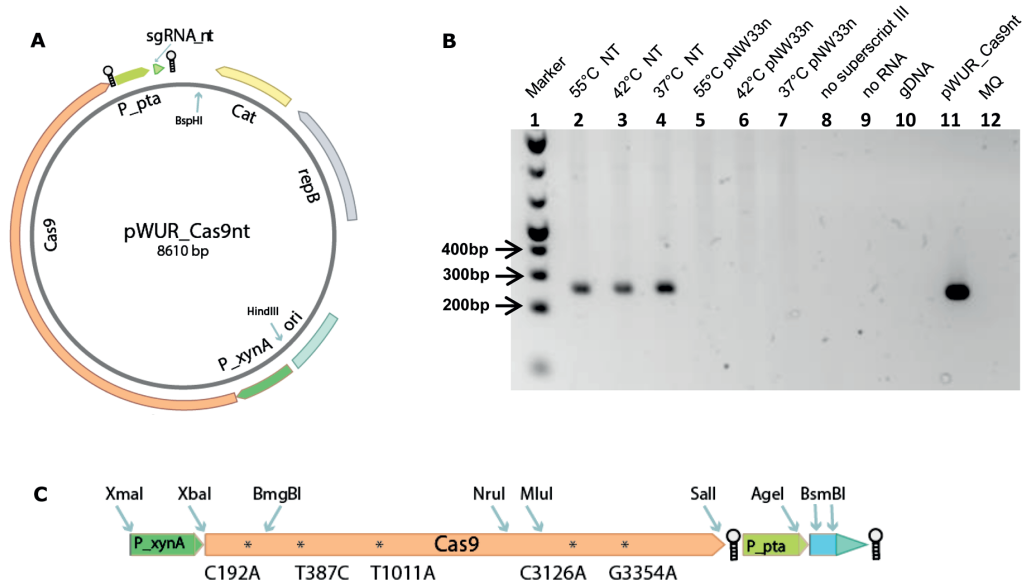 A
sgRNA_nt
P_pta
BspHI
Cat
repB
Cas9
pWUR_Cas9nt
8610 bp
HindIII
ori
P_xynA
B
Marker
55°C NT
42°C NT
37°C NT
55°C pNW33n
42°C pNW33n
37°C pNW33n
no superscript III
no RNA
gDNA
pWUR_Cas9nt
MQ
1 2 3 4 5 6 7 8 9 10 11 12
400bp
300bp
200bp
C
XmaI XbaI BmgBI NruI MluI SalI AgeI BsmBI
P_xynA * * * Cas9 * * P_pta
C192A T387C T1011A C3126A G3354A